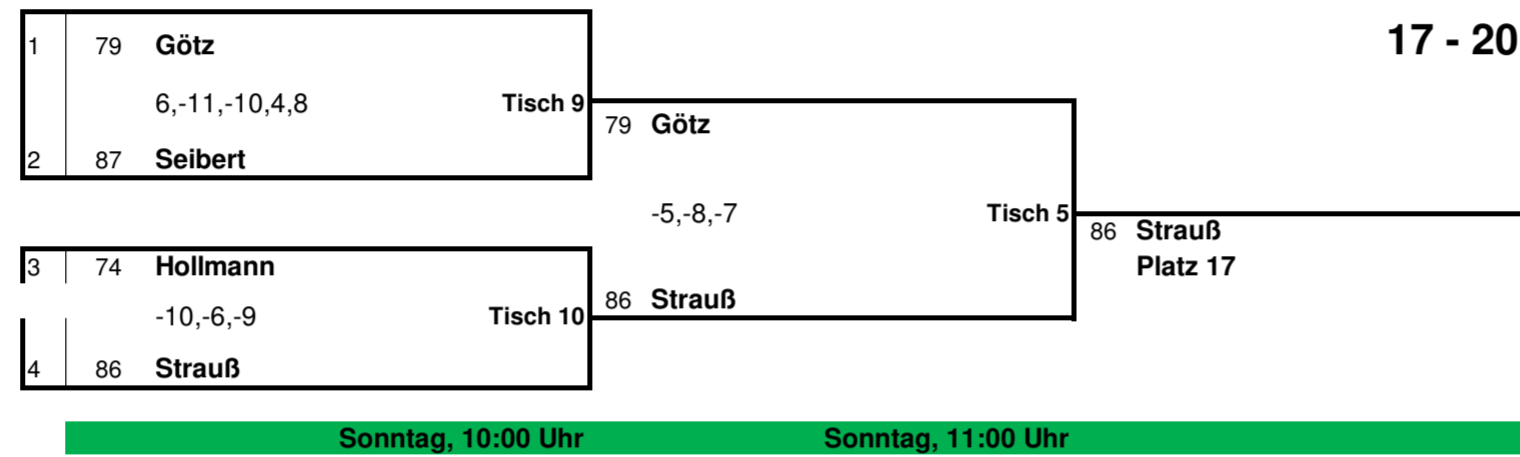 17 - 20
1 79 Götz
6,-11,-10,4,8 Tisch 9
79 Götz
2 87 Seibert
-5,-8,-7 Tisch 5
86 Strauß
Platz 17
3 74 Hollmann
86 Strauß
-10,-6,-9 Tisch 10
4 86 Strauß
Sonntag, 10:00 Uhr Sonntag, 11:00 Uhr